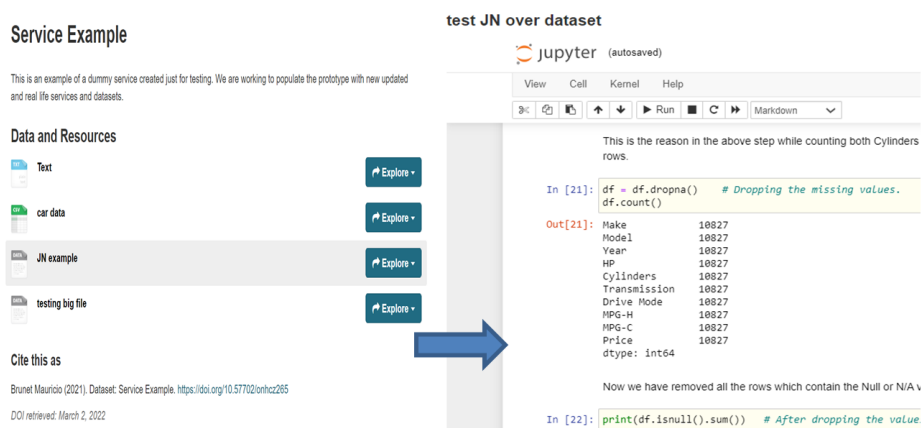 Service Example
This is an example of a dummy service created just for testing. We are working to populate the prototype with new updated
and real life services and datasets.
Data and Resources
TXT
Text
Explore
CSV
car data
Explore
DATA
JN example
Explore
DATA
testing big file
Explore
Cite this as
Brunet Mauricio (2021). Dataset: Service Example. https://doi.org/10.57702/onhcz265
DOI retrieved: March 2, 2022
test JN over dataset
jupyter (autosaved)
View Cell Kernel Help
Run Markdown
This is the reason in the above step while counting both Cylinders
rows.
In [21]: df = df.dropna() # Dropping the missing values.
df.count()
Out[21]: Make 10827
Model 10827
Year 10827
HP 10827
Cylinders 10827
Transmission 10827
Drive Mode 10827
MPG-H 10827
MPG-C 10827
Price 10827
dtype: int64
Now we have removed all the rows which contain the Null or N/A v
In [22]: print(df.isnull().sum()) # After dropping the value